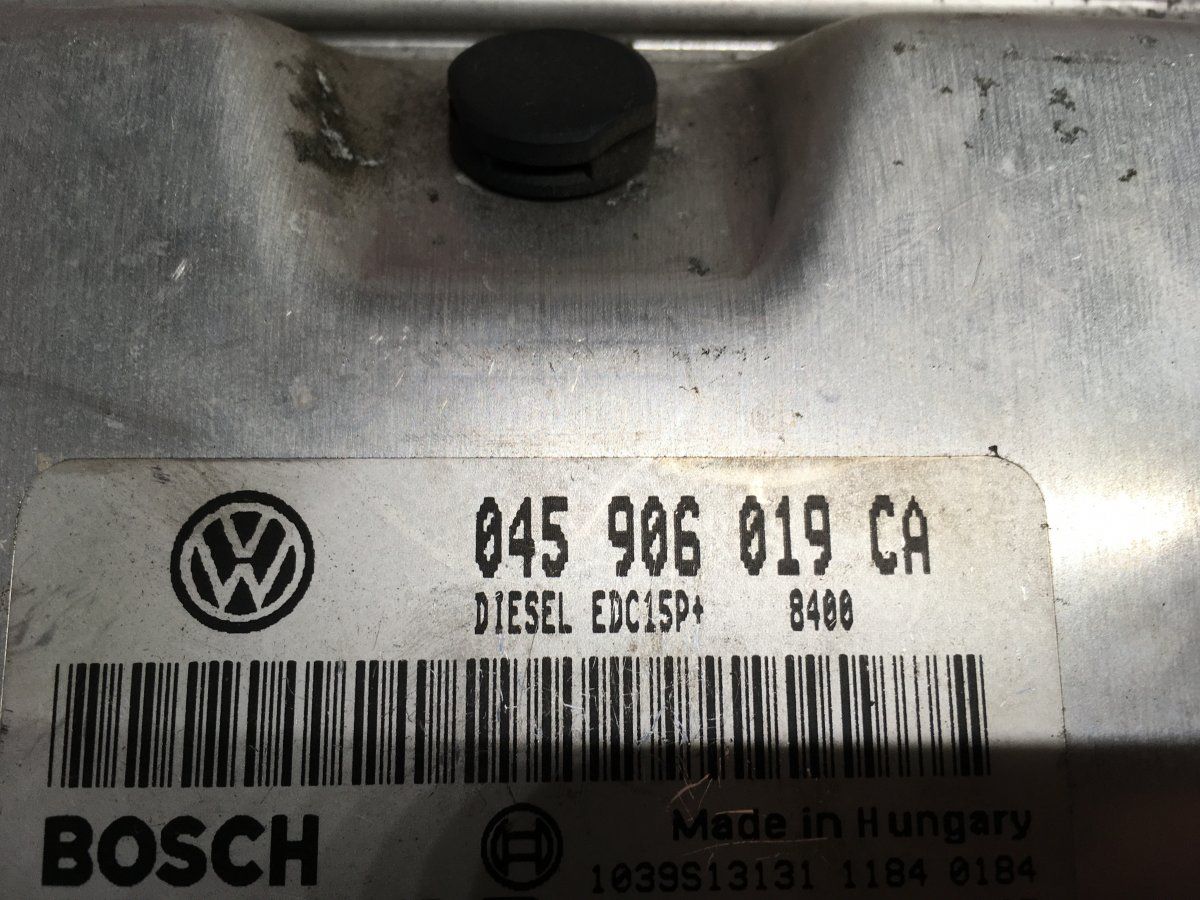 045 906 019 CA
DIESEL EDC15P+ 8400
BOSCH
Made in Hungary
1039S13131 1184 0184